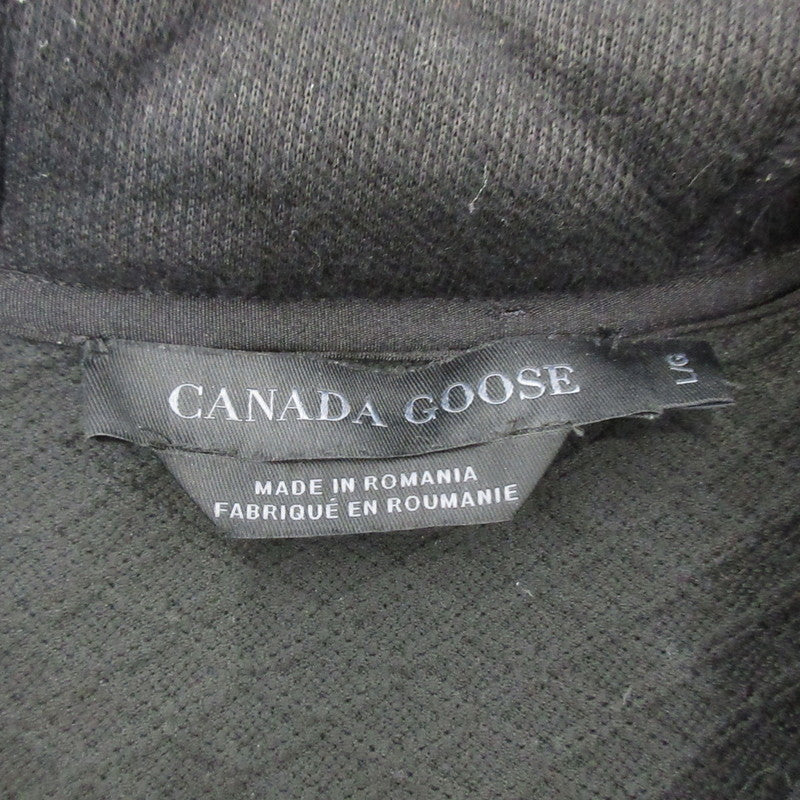 CANADA GOOSE
L/G
MADE IN ROMANIA
FABRIQUÉ EN ROUMANIE